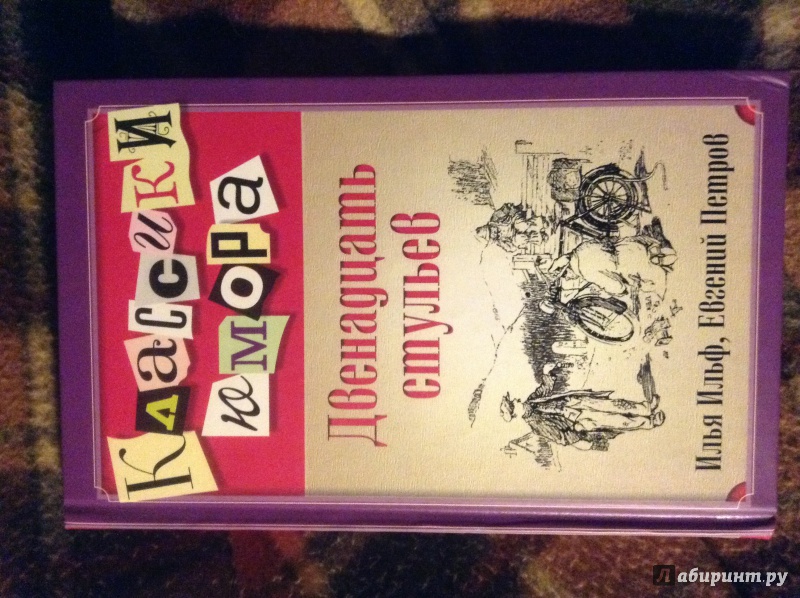 Классики
юмора
Двенадцать
стульев
Илья Ильф, Евгений Петров
Лабиринт.ру